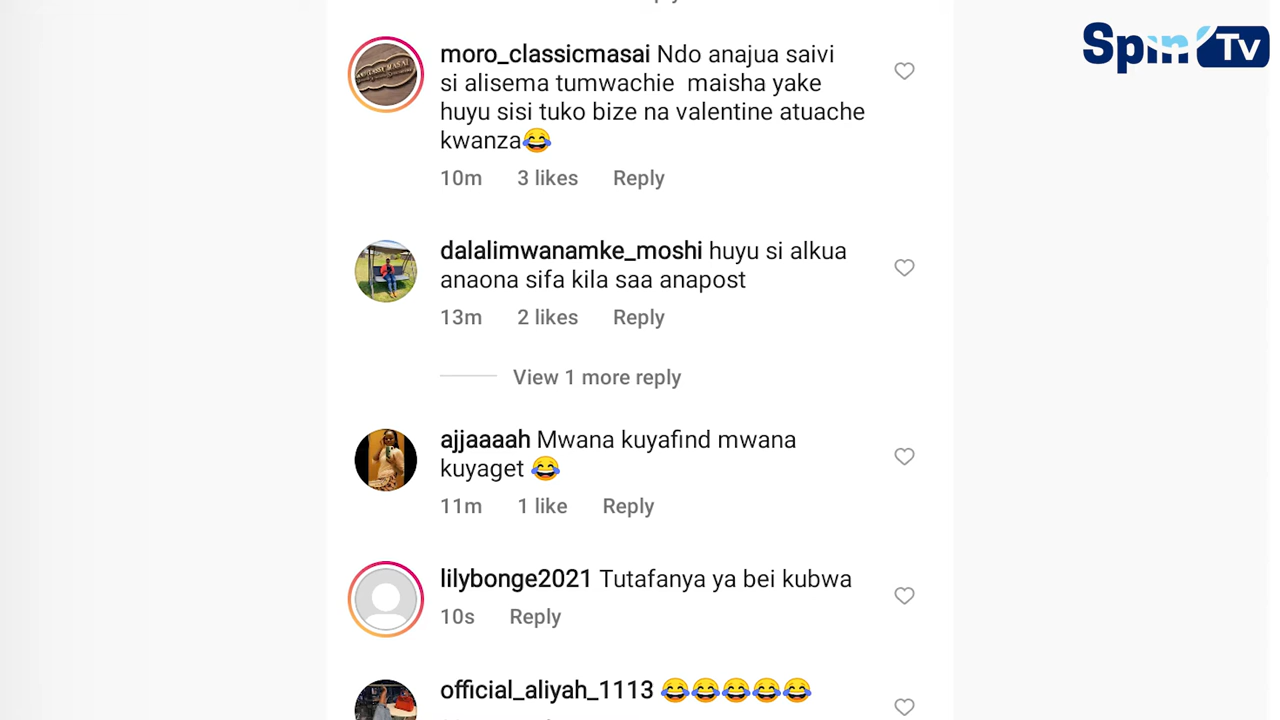 Spin Tv
moro_classicmasai Ndo anajua saivi
si alisema tumwachie maisha yake
huyu sisi tuko bize na valentine atuache
kwanza😂
10m 3 likes Reply
dalalimwanamke_moshi huyu si alkua
anaona sifa kila saa anapost
13m 2 likes Reply
View 1 more reply
ajjaaaah Mwana kuyafind mwana
kuyaget 😂
11m 1 like Reply
lilybonge2021 Tutafanya ya bei kubwa
10s Reply
official_aliyah_1113 😂😂😂😂😂